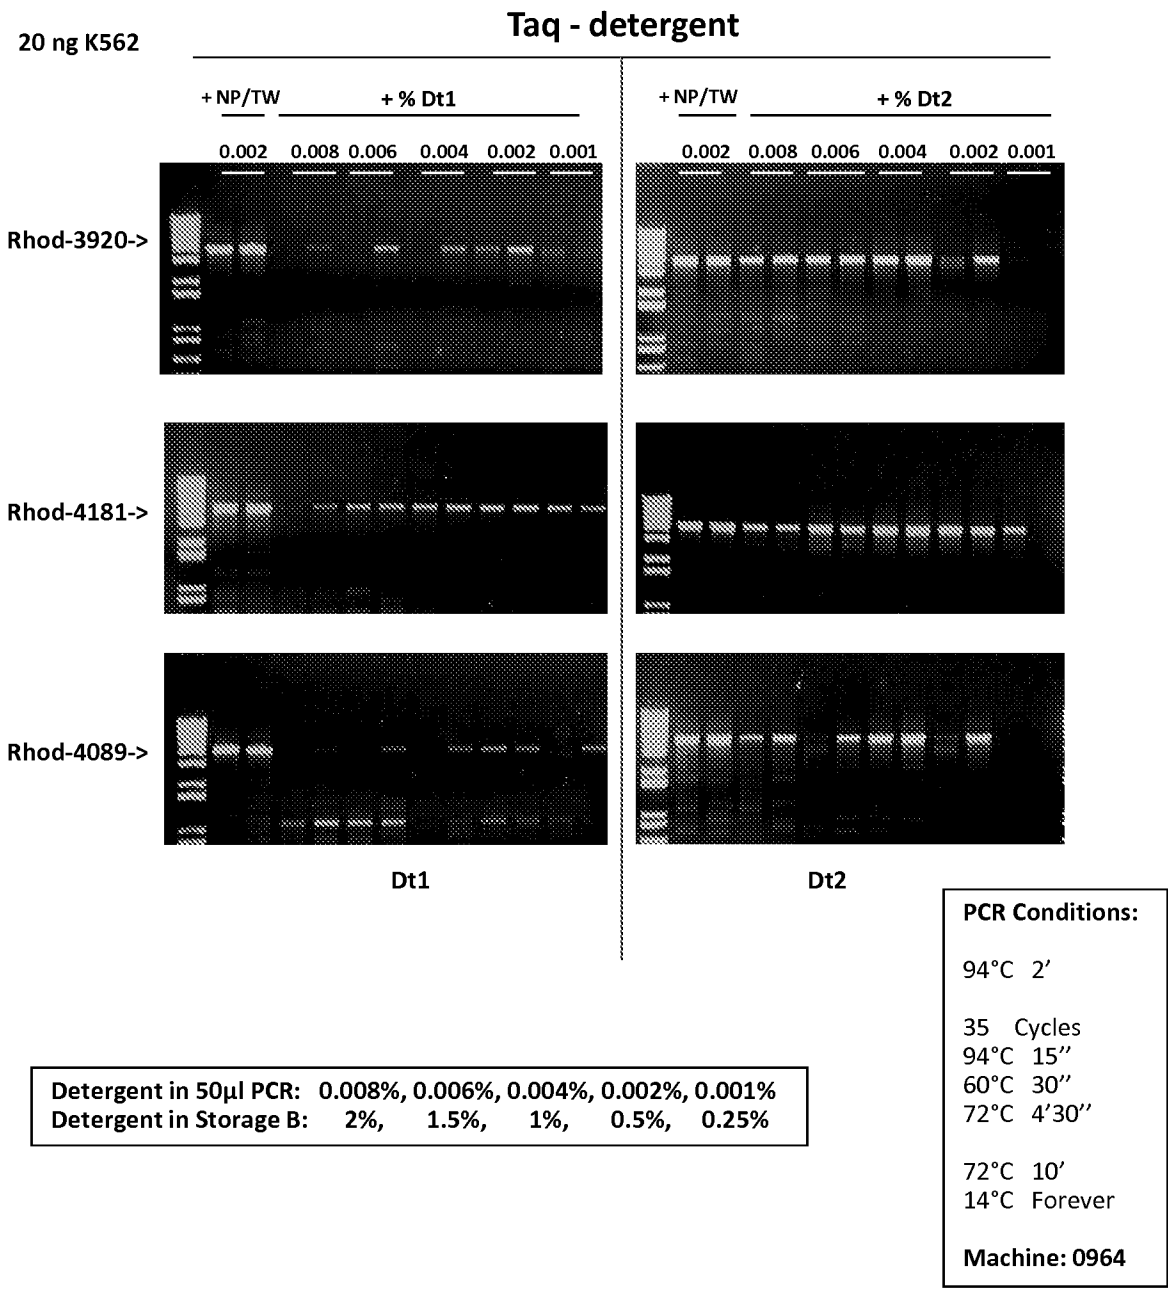 Taq - detergent
20 ng K562
+ NP/TW + % Dt1 + NP/TW + % Dt2
0.002 0.008 0.006 0.004 0.002 0.001 0.002 0.008 0.006 0.004 0.002 0.001
Rhod-3920->
Rhod-4181->
Rhod-4089->
Dt1 Dt2
PCR Conditions:
94°C 2’
35 Cycles
94°C 15’’
60°C 30’’
72°C 4’30’’
72°C 10’
14°C Forever
Machine: 0964
Detergent in 50µl PCR: 0.008%, 0.006%, 0.004%, 0.002%, 0.001%
Detergent in Storage B: 2%, 1.5%, 1%, 0.5%, 0.25%